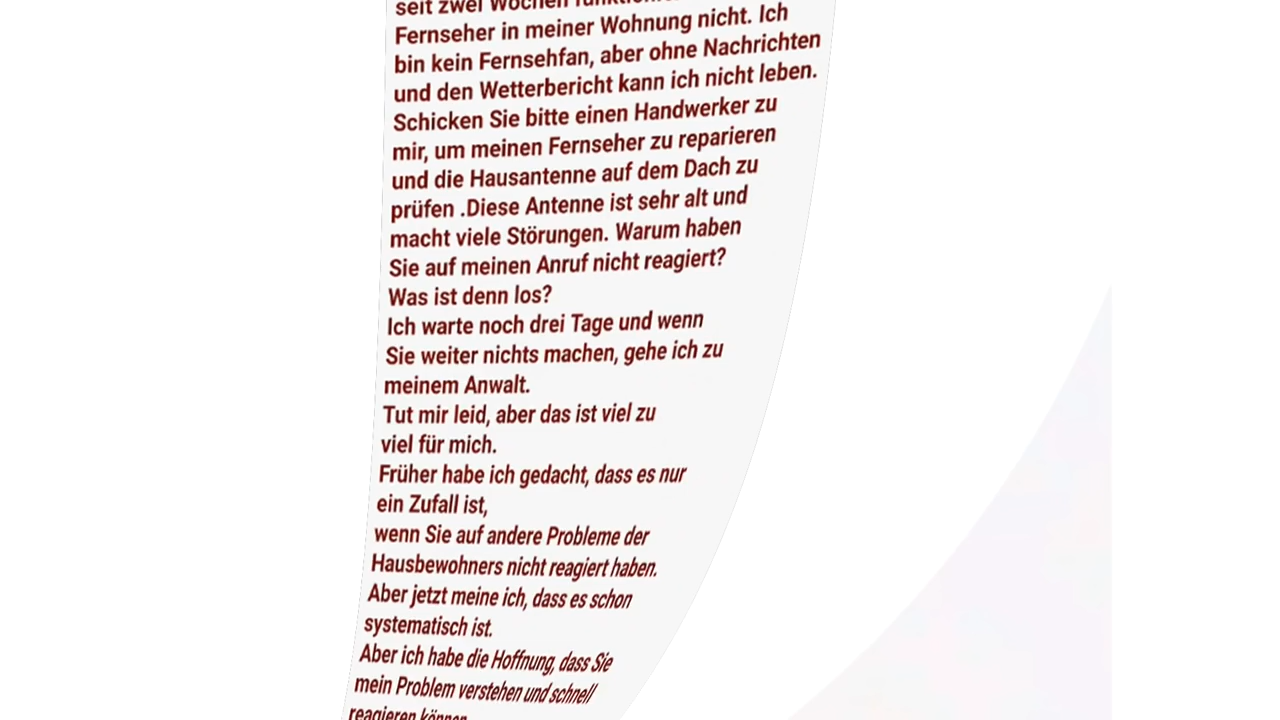 seit zwei Wochen
Fernseher in meiner Wohnung nicht. Ich
bin kein Fernsehfan, aber ohne Nachrichten
und den Wetterbericht kann ich nicht leben.
Schicken Sie bitte einen Handwerker zu
mir, um meinen Fernseher zu reparieren
und die Hausantenne auf dem Dach zu
prüfen .Diese Antenne ist sehr alt und
macht viele Störungen. Warum haben
Sie auf meinen Anruf nicht reagiert?
Was ist denn los?
Ich warte noch drei Tage und wenn
Sie weiter nichts machen, gehe ich zu
meinem Anwalt.
Tut mir leid, aber das ist viel zu
viel für mich.
Früher habe ich gedacht, dass es nur
ein Zufall ist,
wenn Sie auf andere Probleme der
Hausbewohners nicht reagiert haben.
Aber jetzt meine ich, dass es schon
systematisch ist.
Aber ich habe die Hoffnung, dass Sie
mein Problem verstehen und schnell
reagieren können